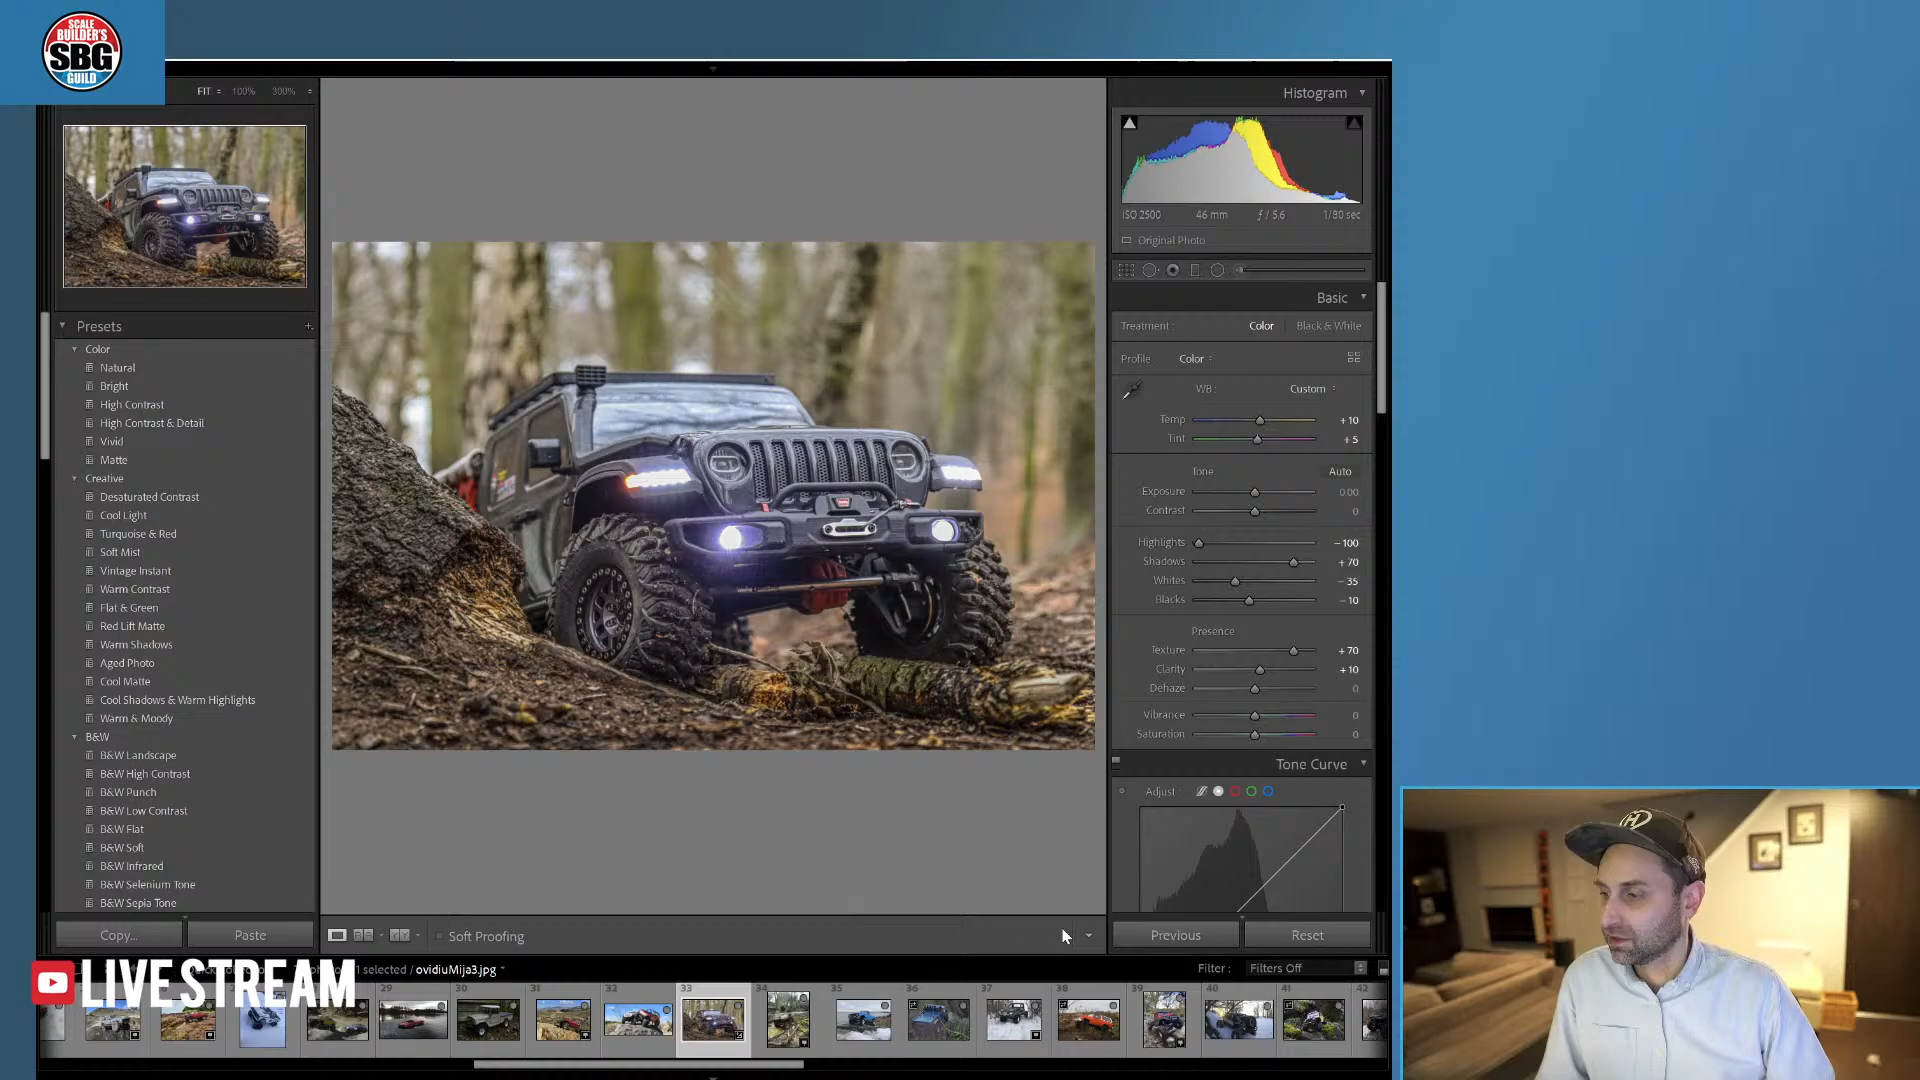 SCALE
BUILDER'S
SBG
GUILD
FIT 100% 300%
Histogram
ISO 2500 46 mm ƒ / 5.6 1/80 sec
Original Photo
Presets +
Basic
Color
Natural
Bright
High Contrast
High Contrast & Detail
Vivid
Matte
Creative
Desaturated Contrast
Cool Light
Turquoise & Red
Soft Mist
Vintage Instant
Warm Contrast
Flat & Green
Red Lift Matte
Warm Shadows
Aged Photo
Cool Matte
Cool Shadows & Warm Highlights
Warm & Moody
B&W
B&W Landscape
B&W High Contrast
B&W Punch
B&W Low Contrast
B&W Flat
B&W Soft
B&W Infrared
B&W Selenium Tone
B&W Sepia Tone
Treatment : Color Black & White
Profile : Color
WB : Custom
Temp +10
Tint +5
Tone Auto
Exposure 0.00
Contrast 0
Highlights -100
Shadows +70
Whites -35
Blacks -10
Presence
Texture +70
Clarity +10
Dehaze 0
Vibrance 0
Saturation 0
Tone Curve
Adjust
Copy... Paste
Soft Proofing
Previous Reset
1 selected / ovidiuMija3.jpg
Filter : Filters Off
LIVE STREAM
29 30 31 32 33 34 35 36 37 38 39 40 41 42